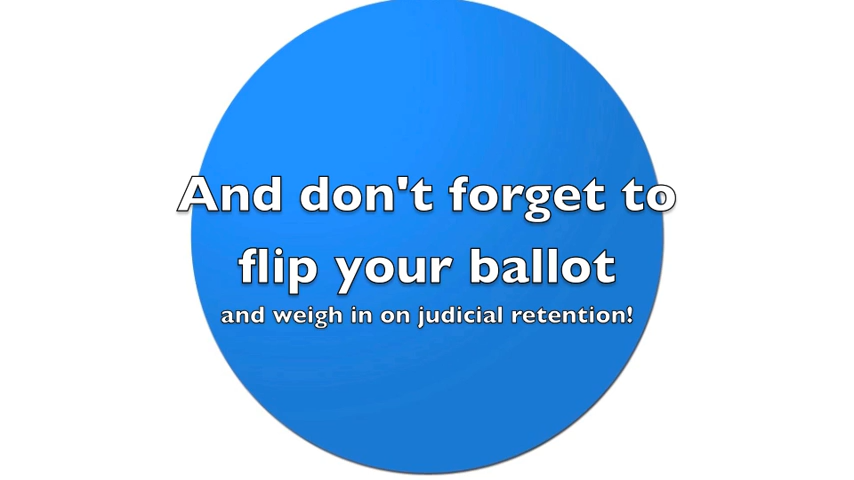 And don't forget to
flip your ballot
and weigh in on judicial retention!